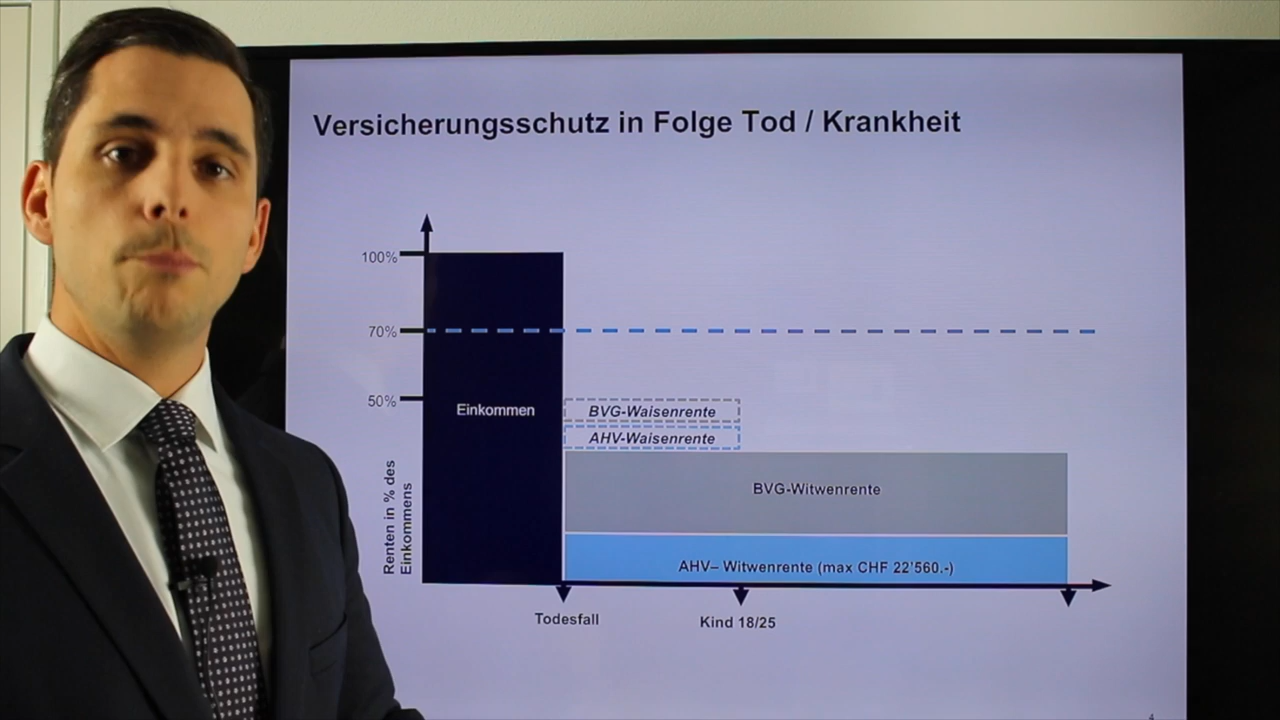 Versicherungsschutz in Folge Tod / Krankheit
100%
70%
50%
Einkommen
BVG-Waisenrente
AHV-Waisenrente
BVG-Witwenrente
AHV– Witwenrente (max CHF 22'560.-)
Renten in % des
Einkommens
Todesfall
Kind 18/25